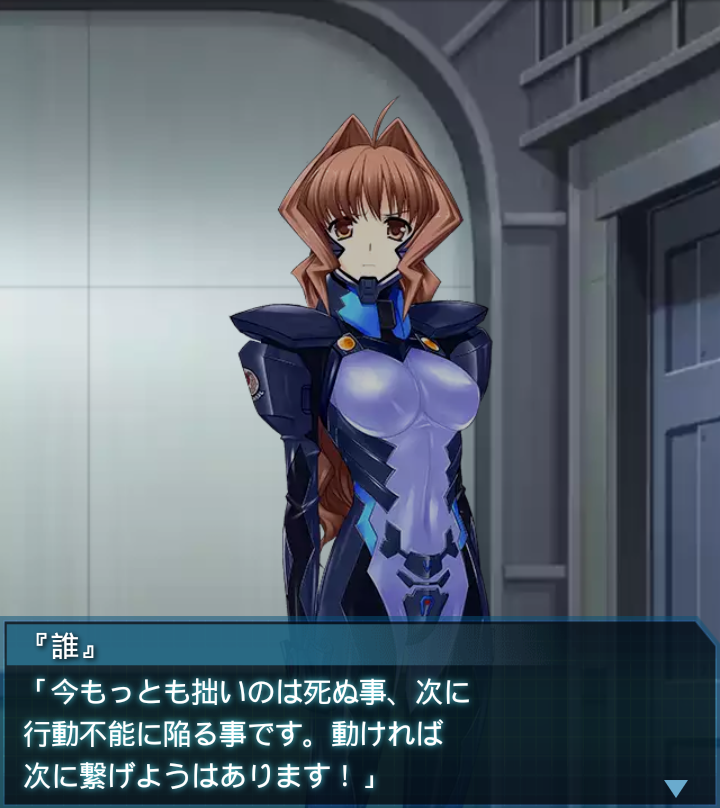 『誰』
「今もっとも拙いのは死ぬ事、次に
行動不能に陥る事です。動ければ
次に繋げようはあります！」